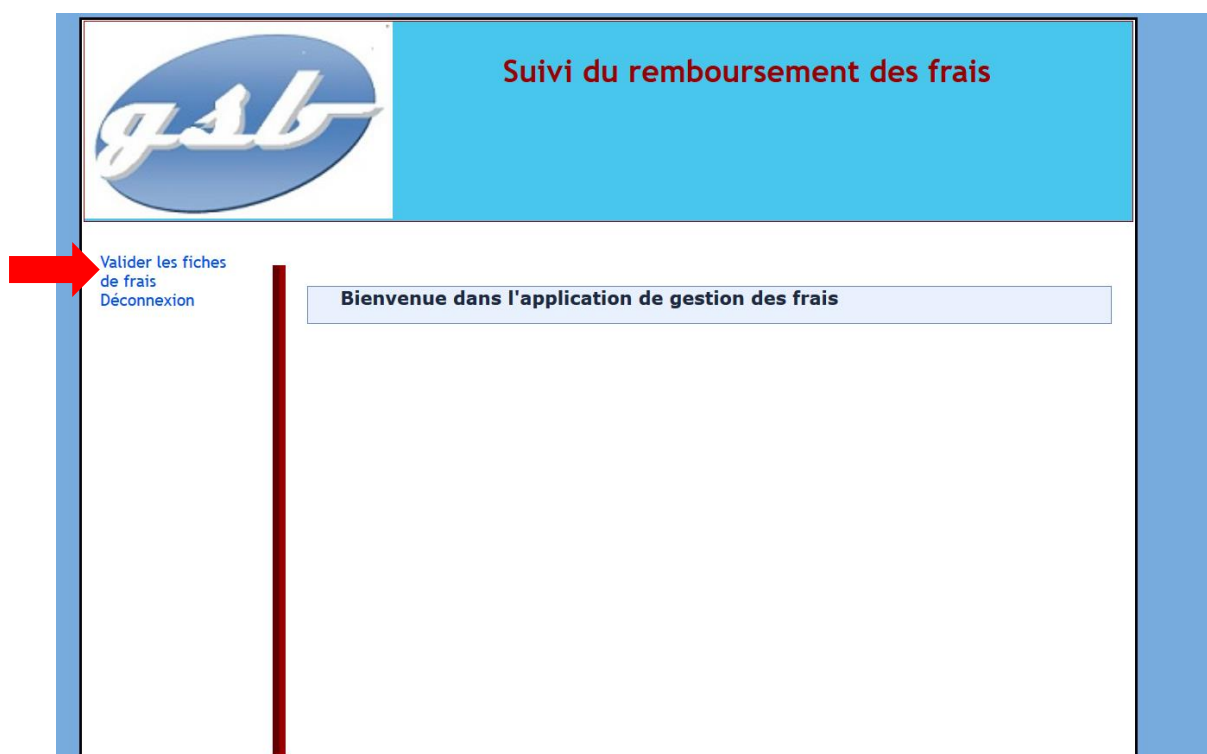 gsb
Suivi du remboursement des frais
Valider les fiches
de frais
Déconnexion
Bienvenue dans l'application de gestion des frais